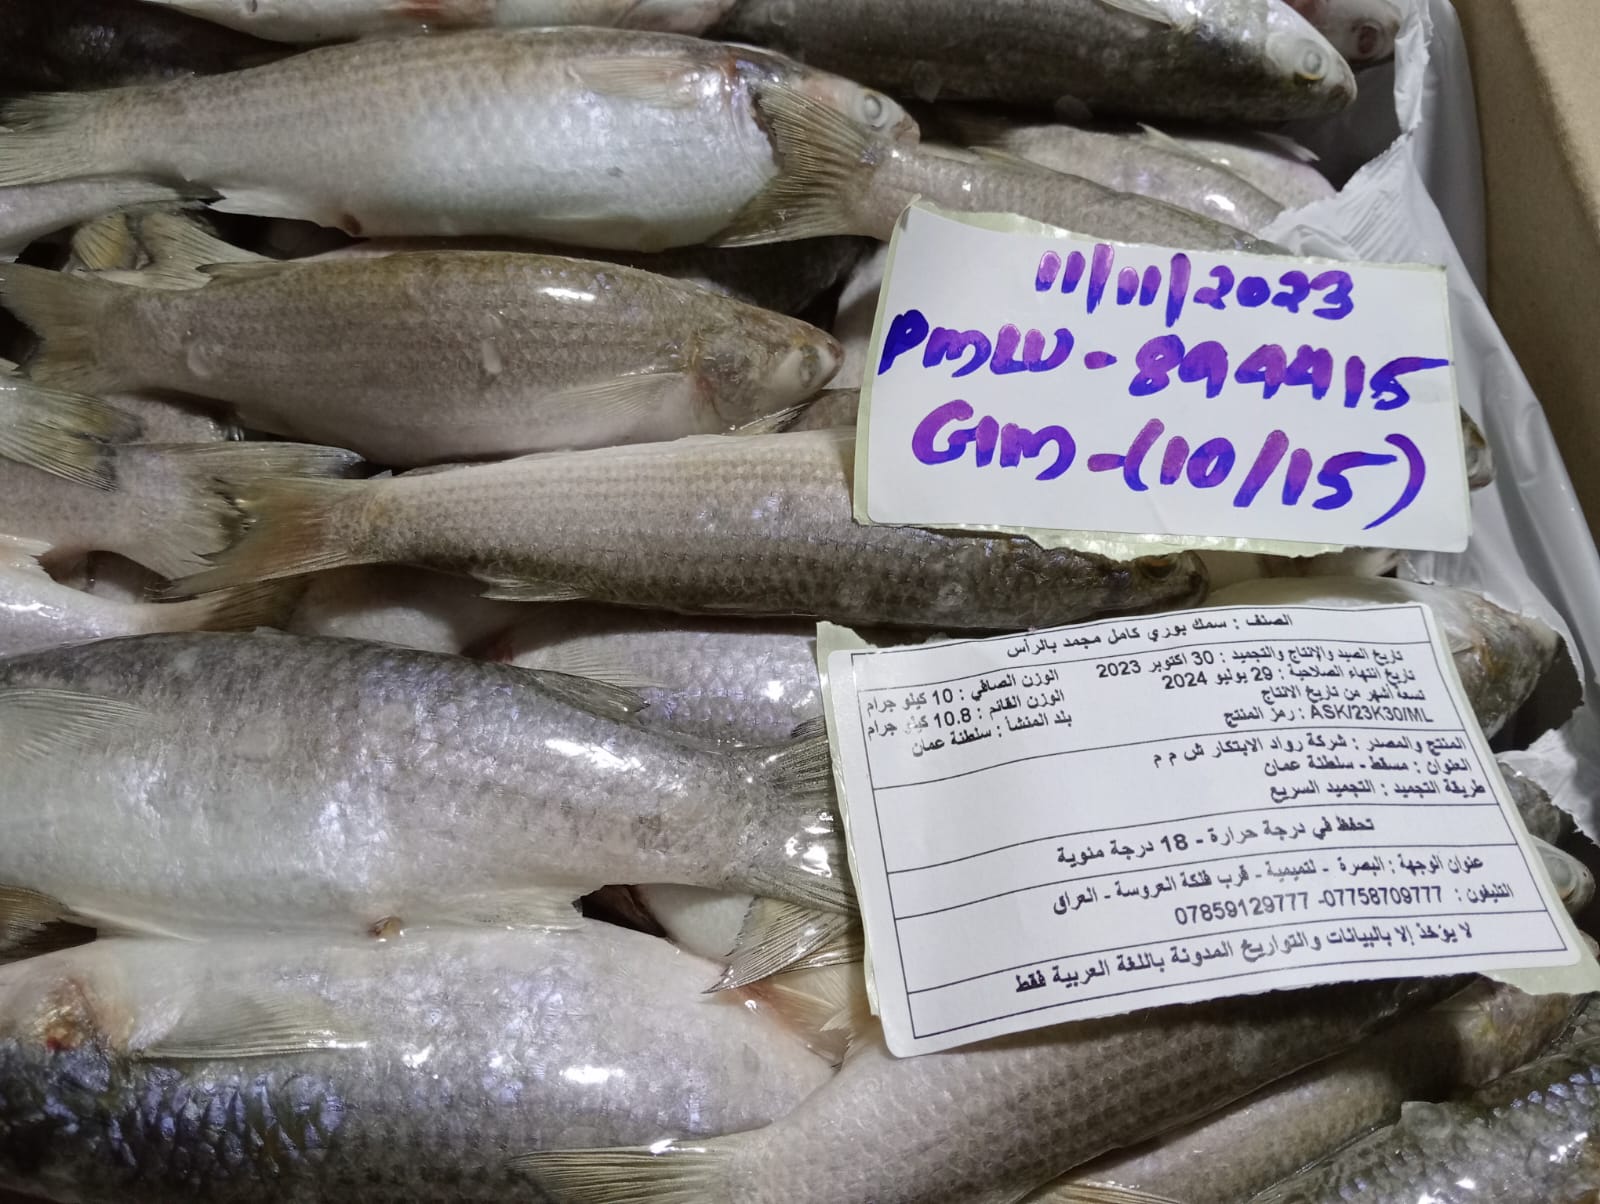 11/11/2023
PMLU - 8944915
GIM - (10/15)
الصنف : سمك بوري كامل مجمد بالرأس
تاريخ الصيد والإنتاج والتجميد : 30 اكتوبر 2023
الوزن الصافي : 10 كيلو جرام
تاريخ انتهاء الصلاحية : 29 يوليو 2024
الوزن القائم : 10.8 كيلو جرام
تسعة أشهر من تاريخ الانتاج
بلد المنشأ : سلطنة عمان
ASK/23K30/ML : رمز المنتج
المنتج والمصدر : شركة رواد الابتكار ش م م
العنوان : مسقط - سلطنة عمان
طريقة التجميد : التجميد السريع
تحفظ في درجة حرارة - 18 درجة مئوية
عنوان الوجهة : البصرة - لتميمية - قرب فلكة العروسة - العراق
التليفون : 07758709777- 07859129777
لا يؤخذ إلا بالبيانات والتواريخ المدونة باللغة العربية فقط